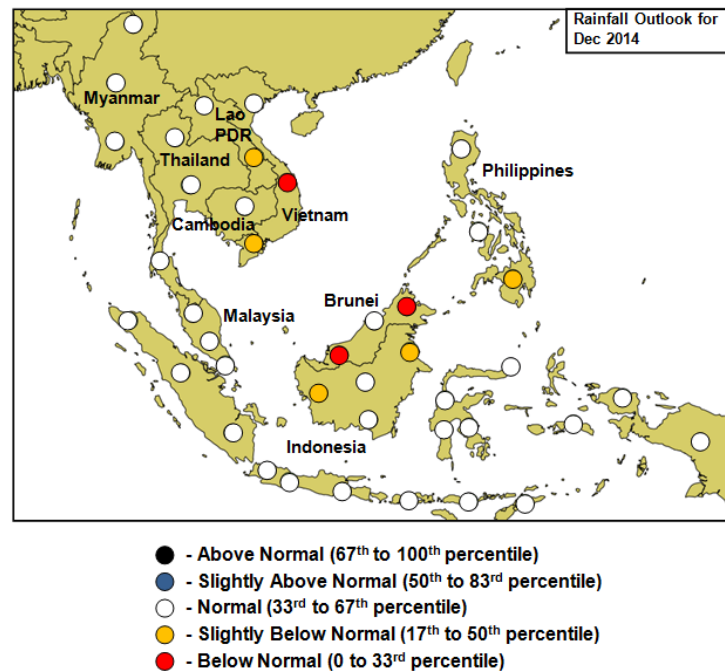 Rainfall Outlook for
Dec 2014
Myanmar
Lao
PDR
Thailand
Philippines
Cambodia
Vietnam
Brunei
Malaysia
Indonesia
- Above Normal (67th to 100th percentile)
- Slightly Above Normal (50th to 83rd percentile)
- Normal (33rd to 67th percentile)
- Slightly Below Normal (17th to 50th percentile)
- Below Normal (0 to 33rd percentile)